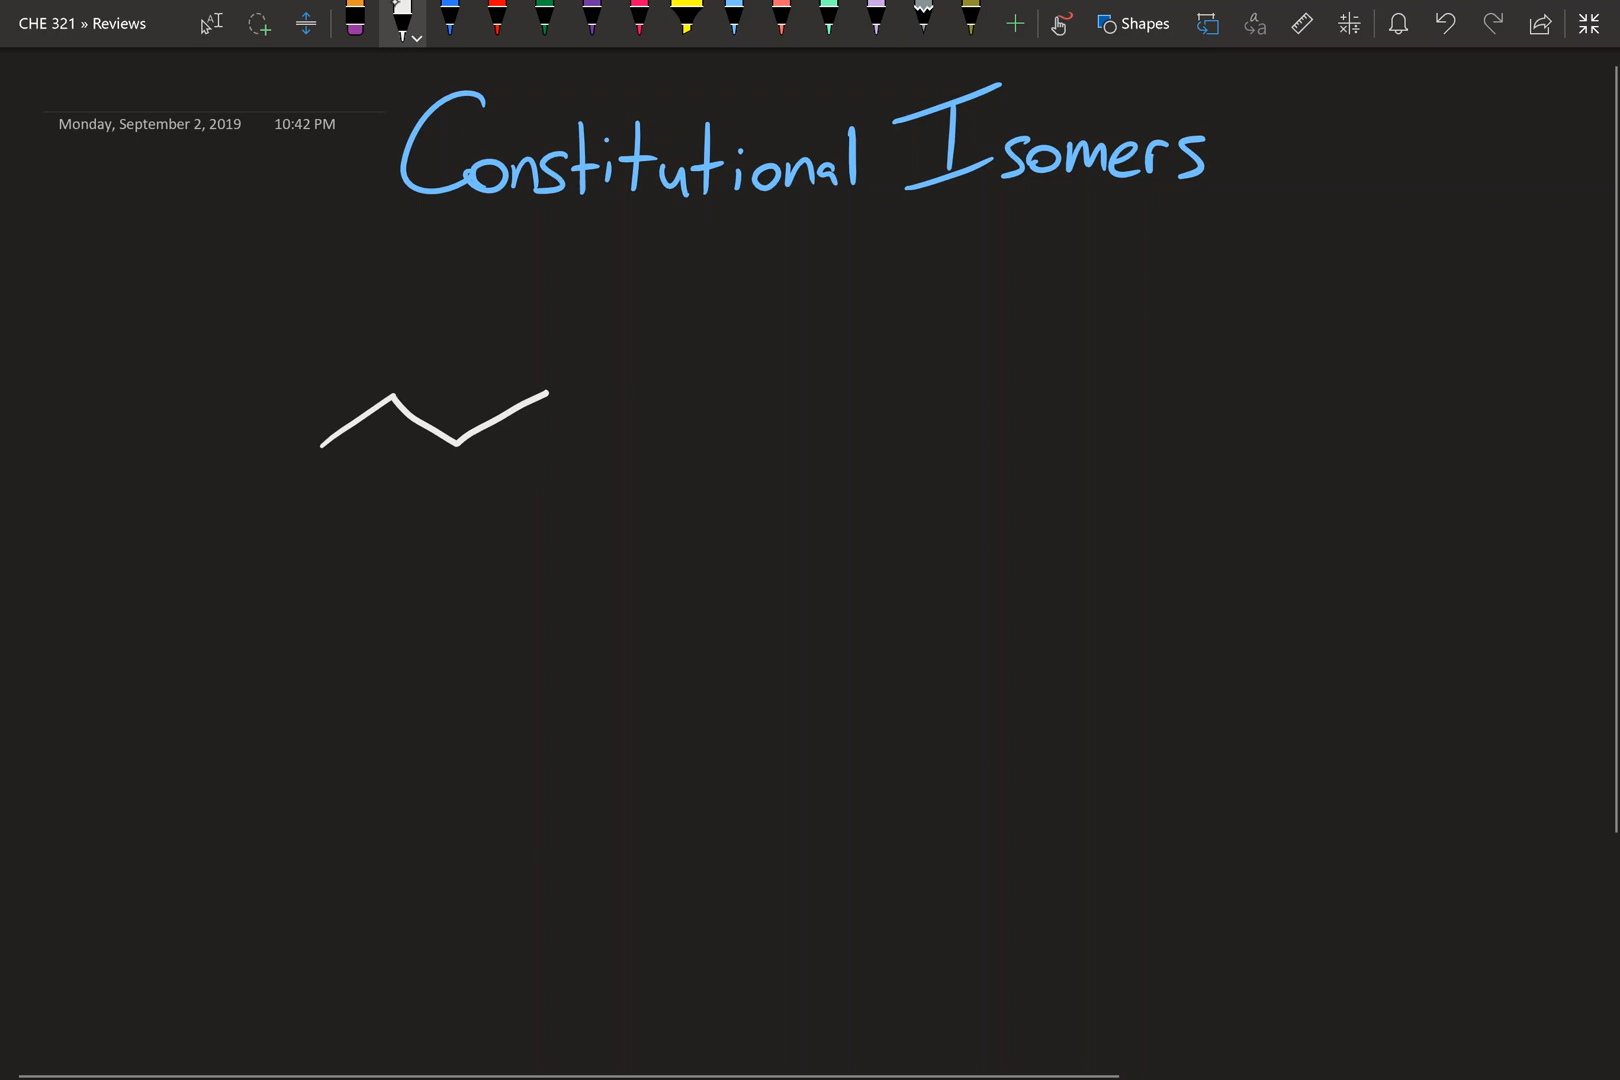 CHE 321 » Reviews
Shapes
Constitutional Isomers
Monday, September 2, 2019 10:42 PM